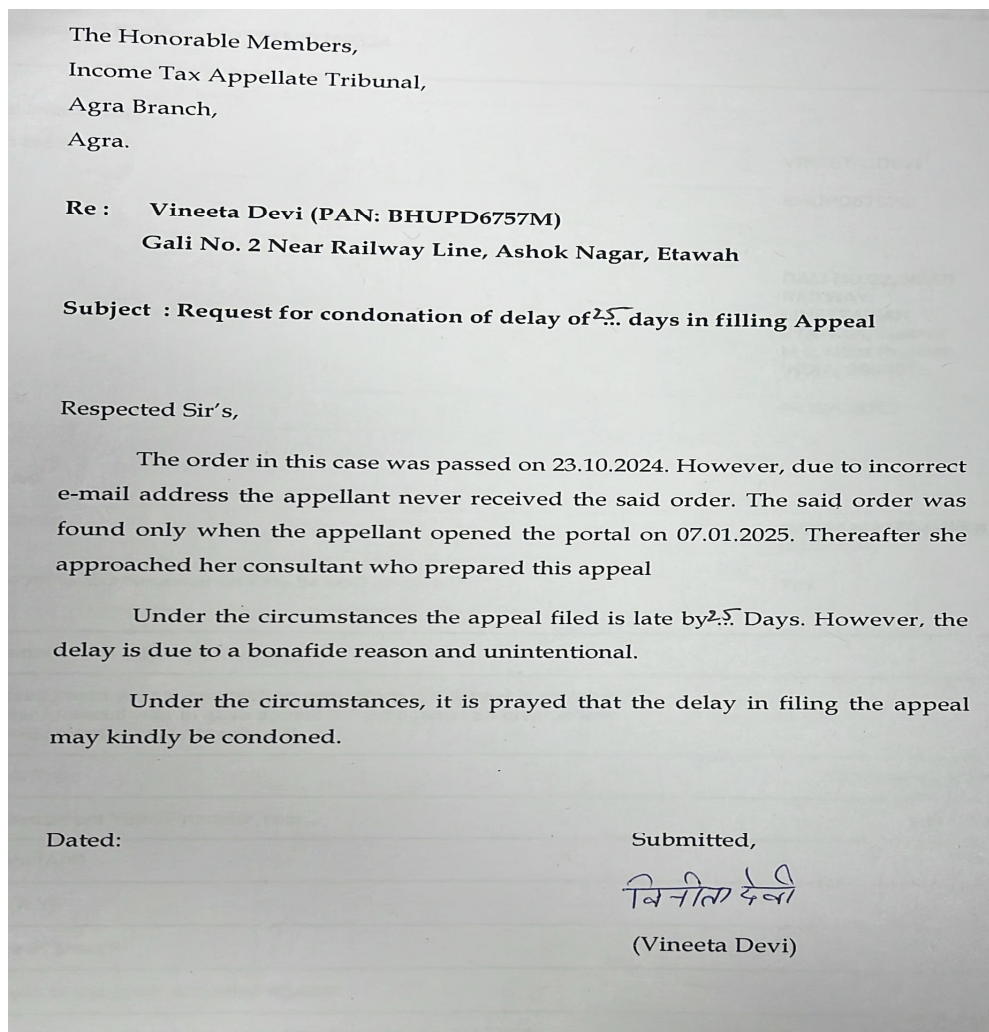 The Honorable Members,
Income Tax Appellate Tribunal,
Agra Branch,
Agra.
Re : Vineeta Devi (PAN: BHUPD6757M)
Gali No. 2 Near Railway Line, Ashok Nagar, Etawah
Subject : Request for condonation of delay of 25 days in filling Appeal
Respected Sir's,
The order in this case was passed on 23.10.2024. However, due to incorrect
e-mail address the appellant never received the said order. The said order was
found only when the appellant opened the portal on 07.01.2025. Thereafter she
approached her consultant who prepared this appeal
Under the circumstances the appeal filed is late by 25 Days. However, the
delay is due to a bonafide reason and unintentional.
Under the circumstances, it is prayed that the delay in filing the appeal
may kindly be condoned.
Dated: Submitted,
विनीता देवी
(Vineeta Devi)